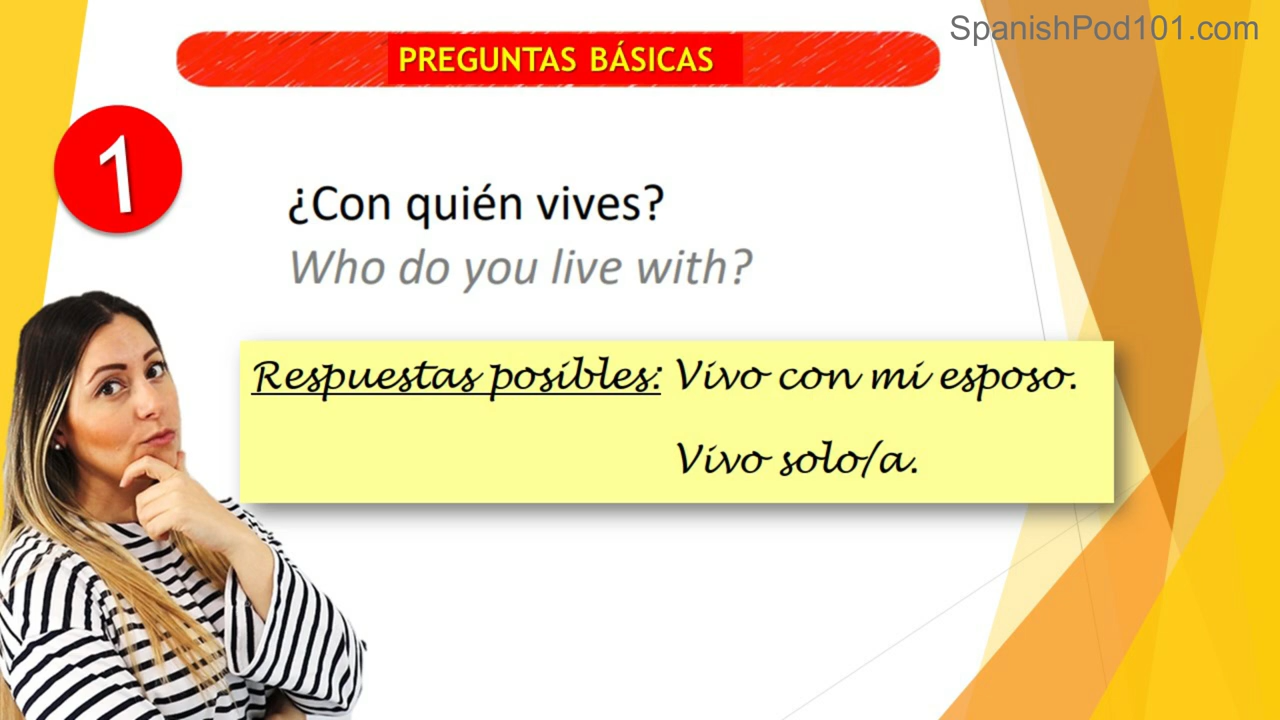 SpanishPod101.com
PREGUNTAS BÁSICAS
1
¿Con quién vives?
Who do you live with?
Respuestas posibles: Vivo con mi esposo.
Vivo solo/a.